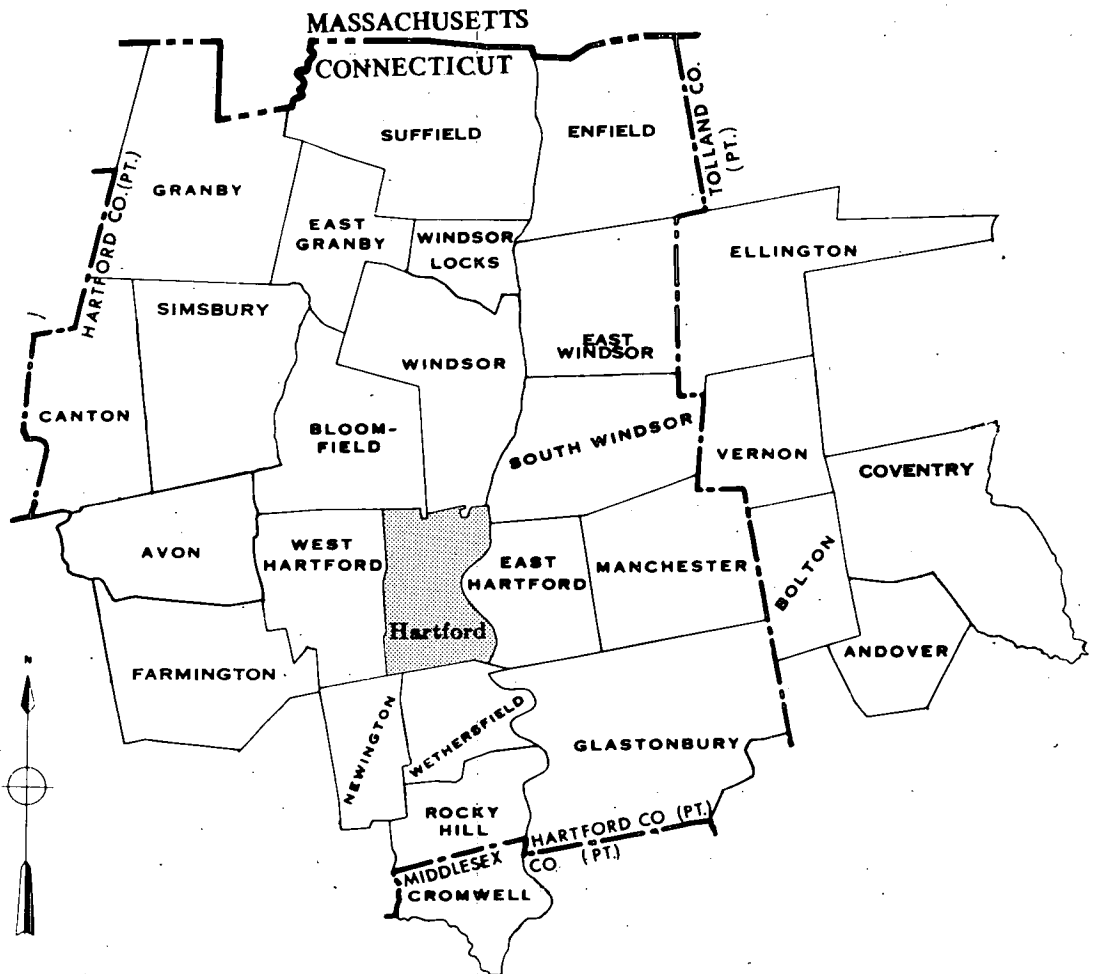 MASSACHUSETTS
CONNECTICUT
SUFFIELD
ENFIELD
TOLLAND CO.
(PT.)
HARTFORD CO. (PT.)
GRANBY
EAST
GRANBY
WINDSOR
LOCKS
ELLINGTON
SIMSBURY
EAST
WINDSOR
WINDSOR
CANTON
BLOOM-
FIELD
SOUTH WINDSOR
VERNON
COVENTRY
AVON
WEST
HARTFORD
EAST
HARTFORD
MANCHESTER
BOLTON
Hartford
N
FARMINGTON
ANDOVER
NEWINGTON
WETHERSFIELD
GLASTONBURY
ROCKY
HILL
HARTFORD CO (PT.)
MIDDLESEX CO. (PT.)
CROMWELL